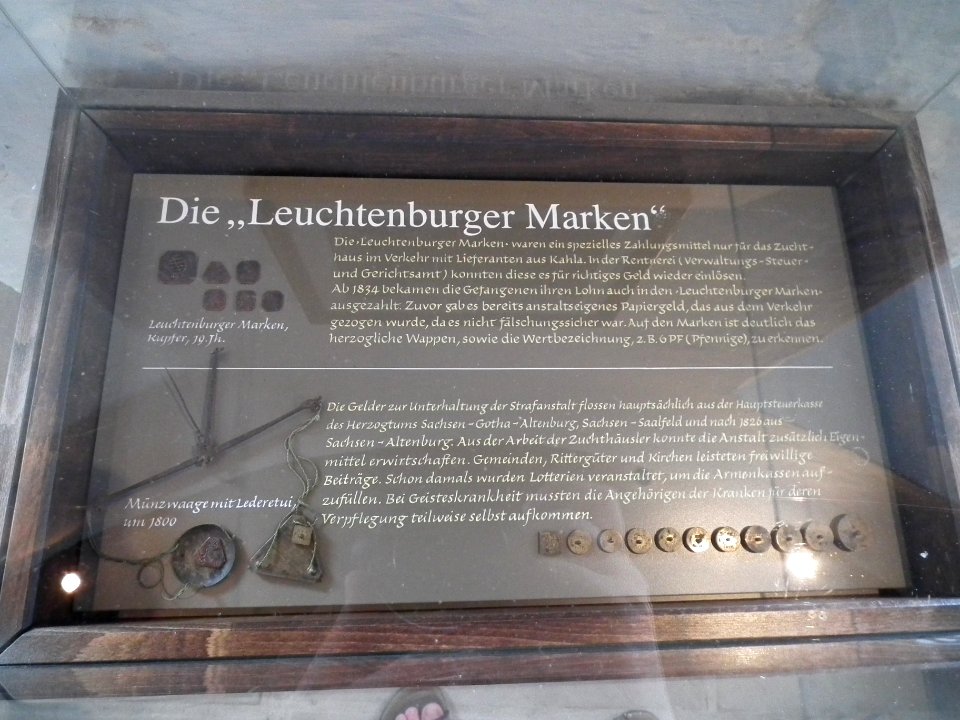 Die „Leuchtenburger Marken“
Die ›Leuchtenburger Marken‹ waren ein spezielles Zahlungsmittel nur für das Zucht-
haus im Verkehr mit Lieferanten aus Kahla. In der Rentnerei (Verwaltungs-Steuer-
und Gerichtsamt) konnten diese es für richtiges Geld wieder einlösen.
Ab 1834 bekamen die Gefangenen ihren Lohn auch in den ›Leuchtenburger Marken‹
ausgezahlt. Zuvor gab es bereits anstaltseigenes Papiergeld, das aus dem Verkehr
gezogen wurde, da es nicht fälschungssicher war. Auf den Marken ist deutlich das
herzogliche Wappen, sowie die Wertbezeichnung, z.B. 6 PF (Pfennige), zu erkennen.
Leuchtenburger Marken,
Kupfer, 19. Jh.
Die Gelder zur Unterhaltung der Strafanstalt flossen hauptsächlich aus der Hauptsteuerkasse
des Herzogtums Sachsen-Gotha-Altenburg, Sachsen-Saalfeld und nach 1826 aus
Sachsen-Altenburg. Aus der Arbeit der Zuchthäusler konnte die Anstalt zusätzlich Eigen-
mittel erwirtschaften. Gemeinden, Rittergüter und Kirchen leisteten freiwillige
Beiträge. Schon damals wurden Lotterien veranstaltet, um die Armenkassen auf-
zufüllen. Bei Geisteskrankheit mussten die Angehörigen der Kranken für deren
Verpflegung teilweise selbst aufkommen.
Münzwaage mit Lederetui,
um 1800